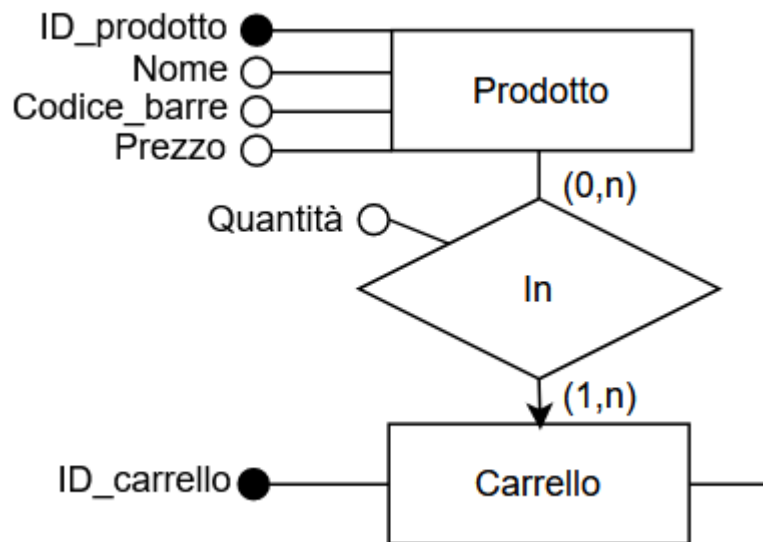 ID_prodotto
Nome
Codice_barre
Prezzo
Prodotto
(0,n)
Quantità
In
(1,n)
ID_carrello
Carrello